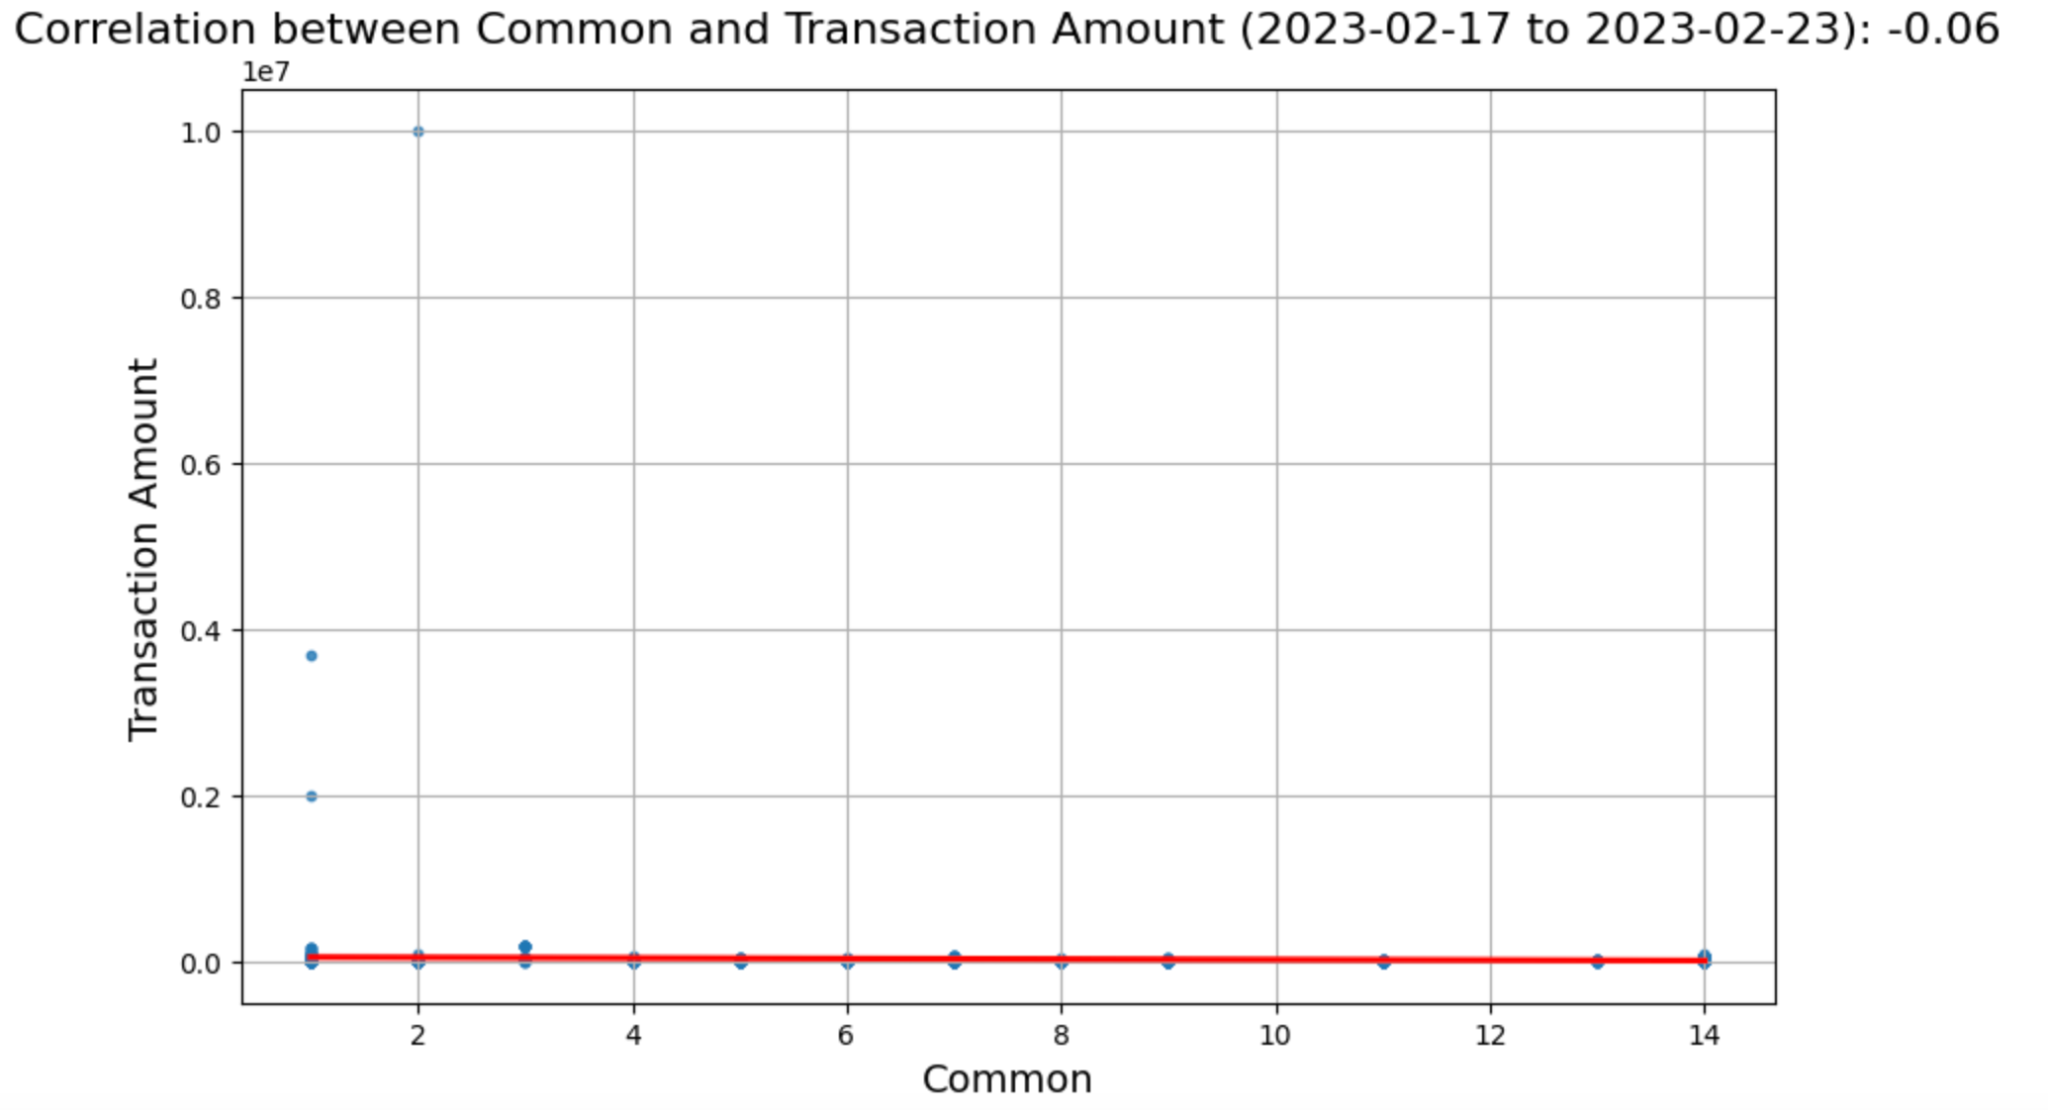 Correlation between Common and Transaction Amount (2023-02-17 to 2023-02-23): -0.06
1e7
1.0
0.8
0.6
0.4
0.2
0.0
Transaction Amount
2 4 6 8 10 12 14
Common